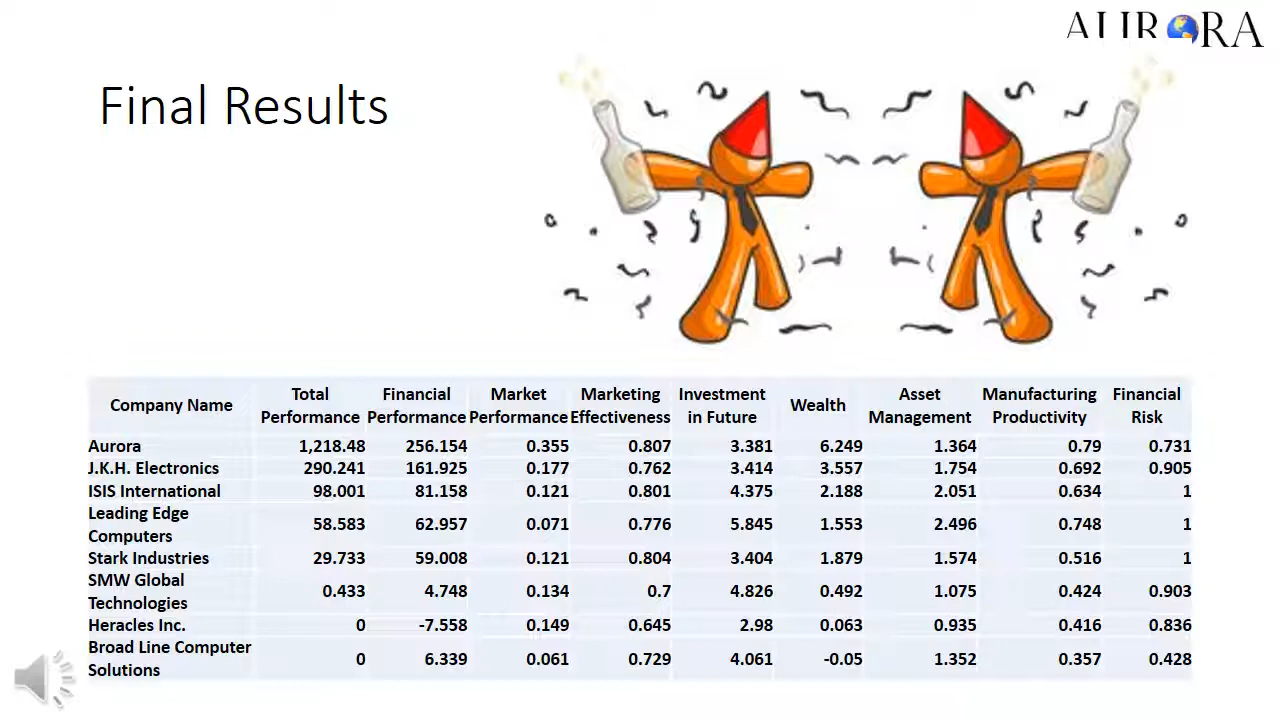 AURORA
Final Results
Company Name Total Performance Financial Performance Market Performance Marketing Effectiveness Investment in Future Wealth Asset Management Manufacturing Productivity Financial Risk
Aurora 1,218.48 256.154 0.355 0.807 3.381 6.249 1.364 0.79 0.731
J.K.H. Electronics 290.241 161.925 0.177 0.762 3.414 3.557 1.754 0.692 0.905
ISIS International 98.001 81.158 0.121 0.801 4.375 2.188 2.051 0.634 1
Leading Edge Computers 58.583 62.957 0.071 0.776 5.845 1.553 2.496 0.748 1
Stark Industries 29.733 59.008 0.121 0.804 3.404 1.879 1.574 0.516 1
SMW Global Technologies 0.433 4.748 0.134 0.7 4.826 0.492 1.075 0.424 0.903
Heracles Inc. 0 -7.558 0.149 0.645 2.98 0.063 0.935 0.416 0.836
Broad Line Computer Solutions 0 6.339 0.061 0.729 4.061 -0.05 1.352 0.357 0.428